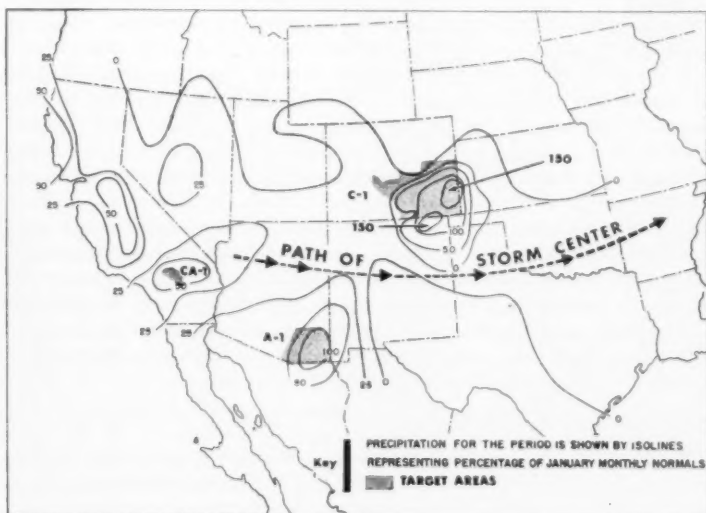 0
25
50
25
50
25
50
25
150
C-1
0
150
100
50
0
PATH OF STORM CENTER
CA-1
50
25
25
25
A-1
100
80
25
0
0
Key
PRECIPITATION FOR THE PERIOD IS SHOWN BY ISOLINES
REPRESENTING PERCENTAGE OF JANUARY MONTHLY NORMALS
TARGET AREAS